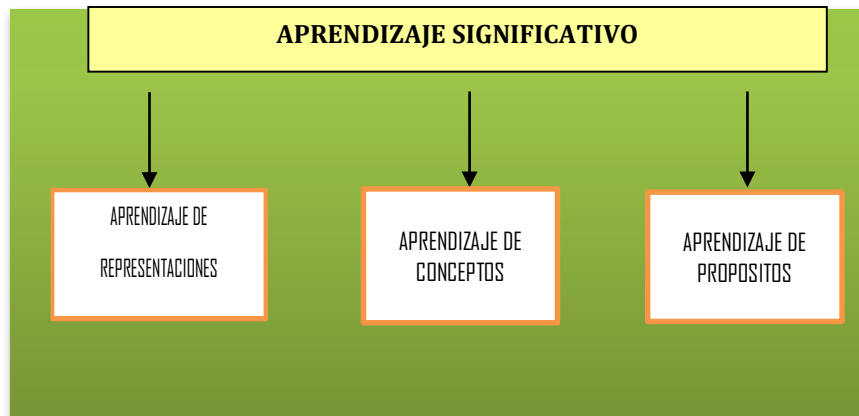 APRENDIZAJE SIGNIFICATIVO
APRENDIZAJE DE
REPRESENTACIONES
APRENDIZAJE DE
CONCEPTOS
APRENDIZAJE DE
PROPOSITOS